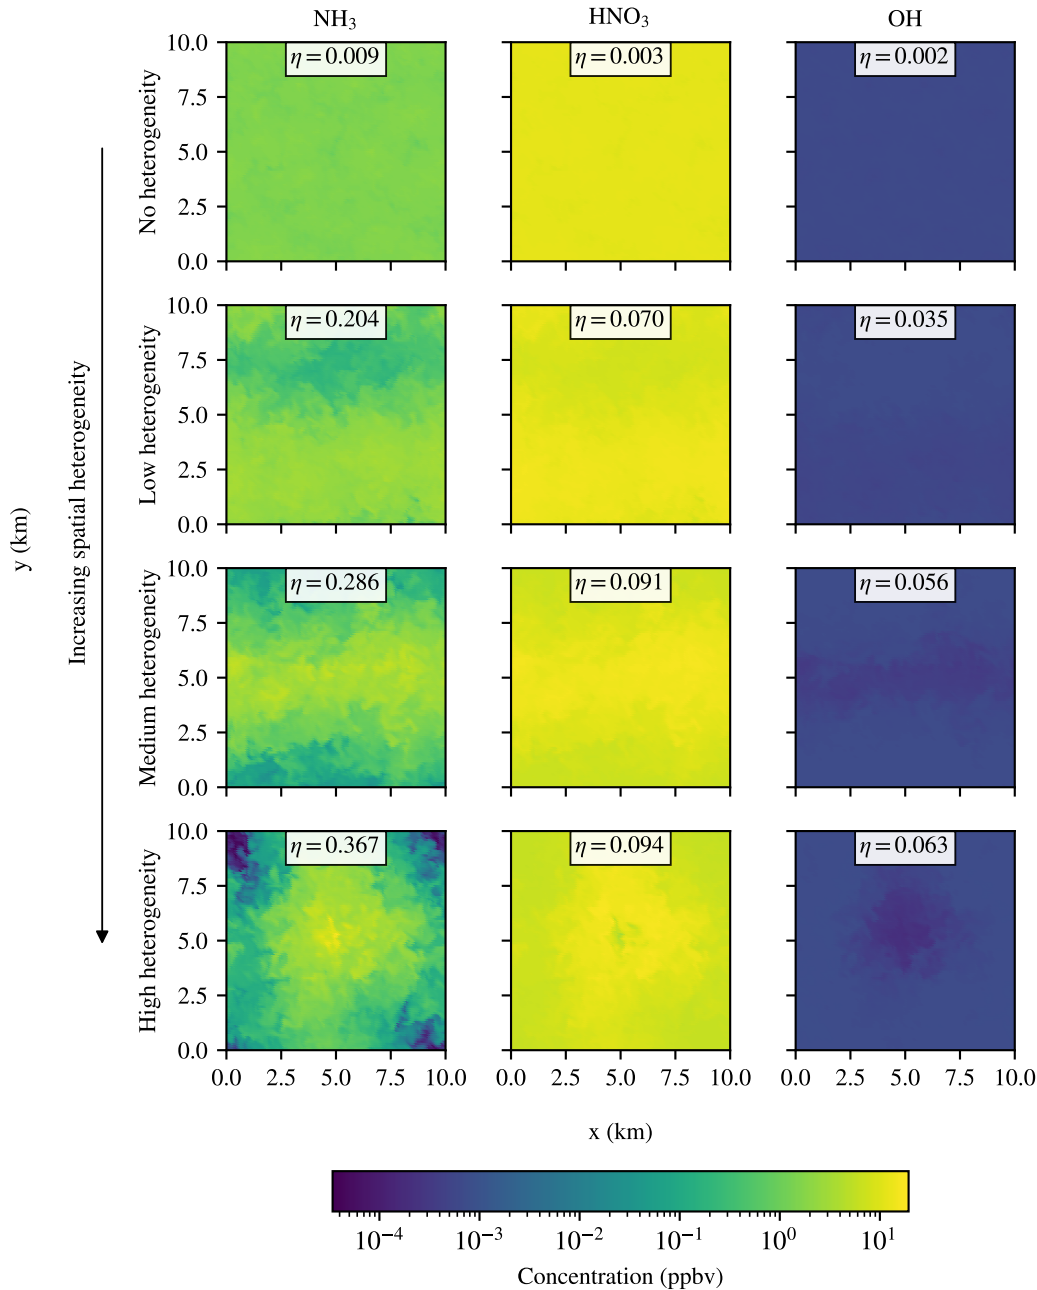 NH₃ HNO₃ OH
y (km)
Increasing spatial heterogeneity
No heterogeneity
10.0 7.5 5.0 2.5 0.0
η = 0.009 η = 0.003 η = 0.002
Low heterogeneity
10.0 7.5 5.0 2.5 0.0
η = 0.204 η = 0.070 η = 0.035
Medium heterogeneity
10.0 7.5 5.0 2.5 0.0
η = 0.286 η = 0.091 η = 0.056
High heterogeneity
10.0 7.5 5.0 2.5 0.0
η = 0.367 η = 0.094 η = 0.063
0.0 2.5 5.0 7.5 10.0 0.0 2.5 5.0 7.5 10.0 0.0 2.5 5.0 7.5 10.0
x (km)
10⁻⁴ 10⁻³ 10⁻² 10⁻¹ 10⁰ 10¹
Concentration (ppbv)